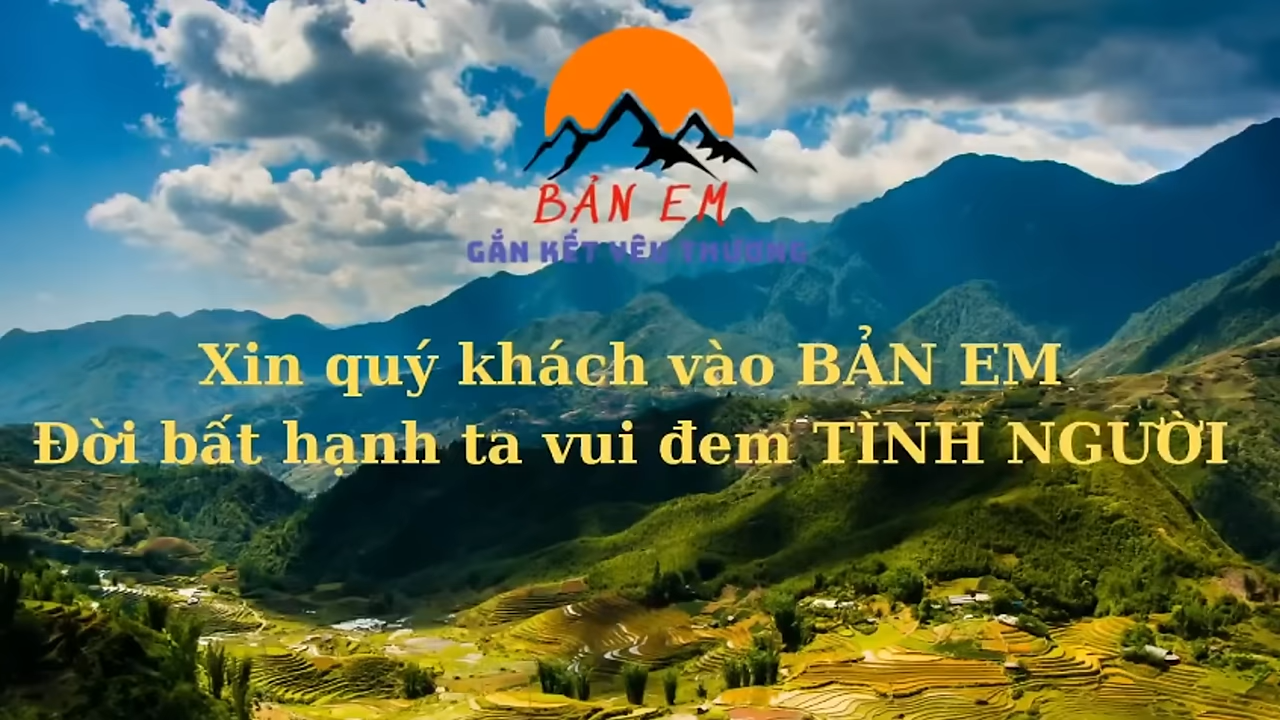 BẢN EM
GẮN KẾT YÊU THƯƠNG
Xin quý khách vào BẢN EM
Đời bất hạnh ta vui đem TÌNH NGƯỜI